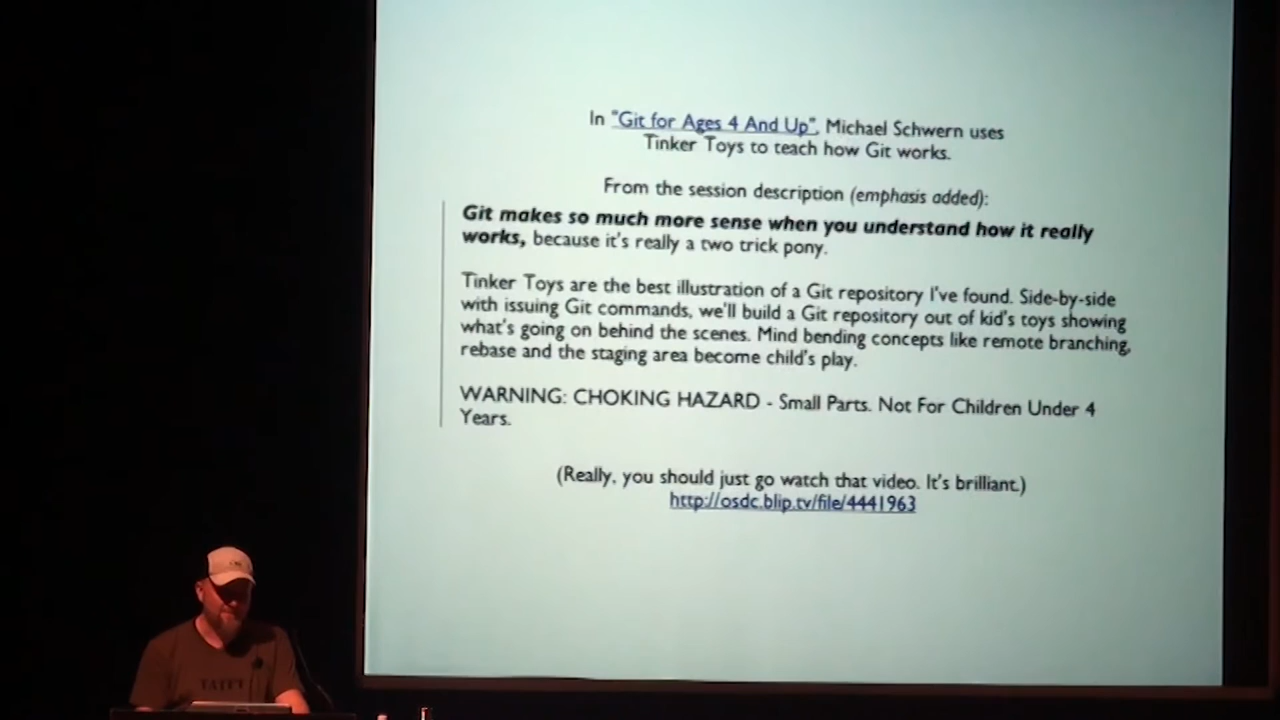 In "Git for Ages 4 And Up", Michael Schwern uses
Tinker Toys to teach how Git works.
From the session description (emphasis added):
Git makes so much more sense when you understand how it really
works, because it's really a two trick pony.
Tinker Toys are the best illustration of a Git repository I've found. Side-by-side
with issuing Git commands, we'll build a Git repository out of kid's toys showing
what's going on behind the scenes. Mind bending concepts like remote branching,
rebase and the staging area become child's play.
WARNING: CHOKING HAZARD - Small Parts. Not For Children Under 4
Years.
(Really, you should just go watch that video. It's brilliant.)
http://osdc.blip.tv/file/4441963